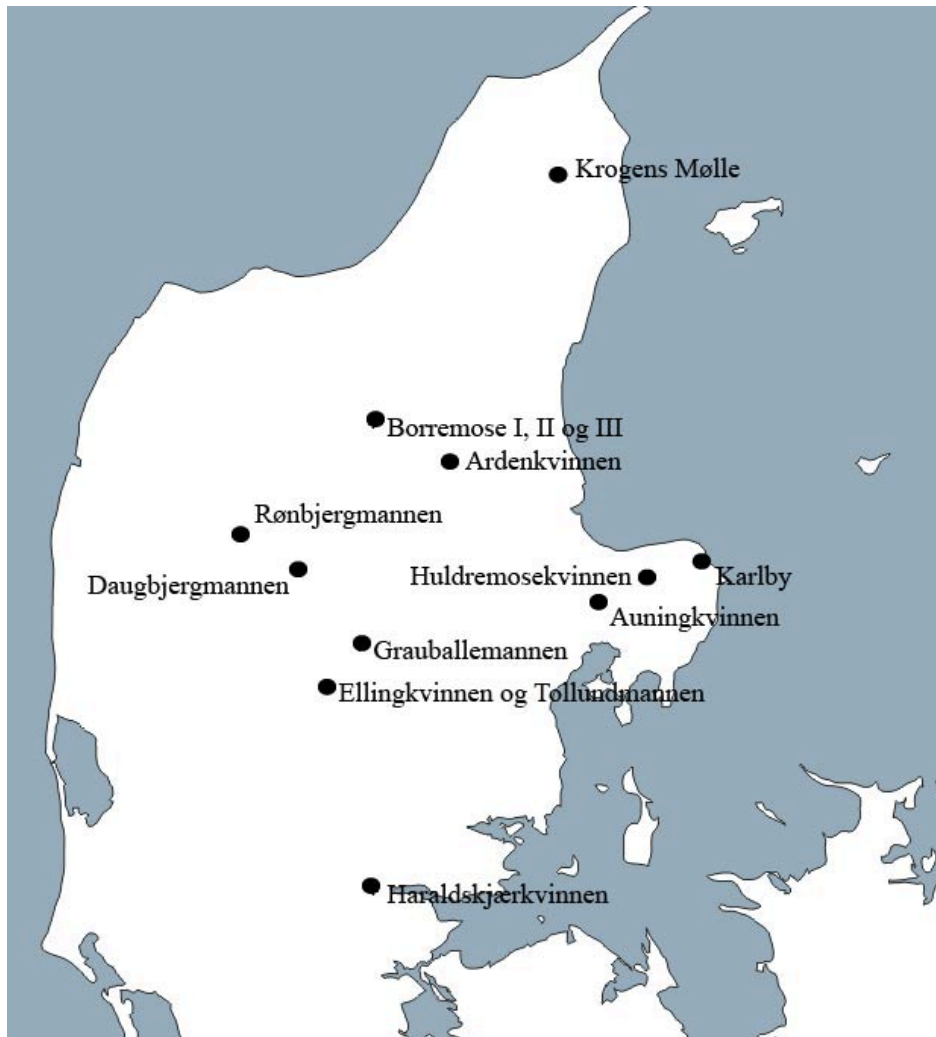 Krogens Mølle
Borremose I, II og III
Ardenkvinnen
Rønbjergmannen
Daugbjergmannen
Huldremosekvinnen
Karlby
Auningkvinnen
Grauballemannen
Ellingkvinnen og Tollundmannen
Haraldskjærkvinnen